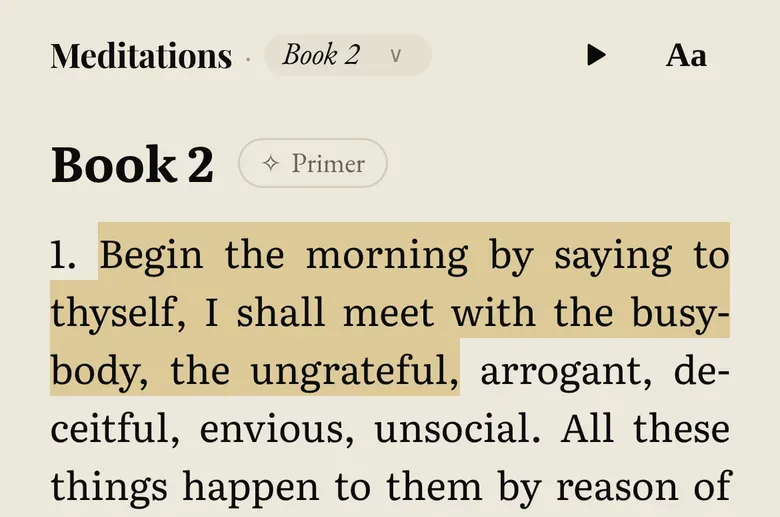 Meditations · Book 2 ∨
Aa
Book 2
✧ Primer
1. Begin the morning by saying to
thyself, I shall meet with the busy-
body, the ungrateful, arrogant, de-
ceitful, envious, unsocial. All these
things happen to them by reason of